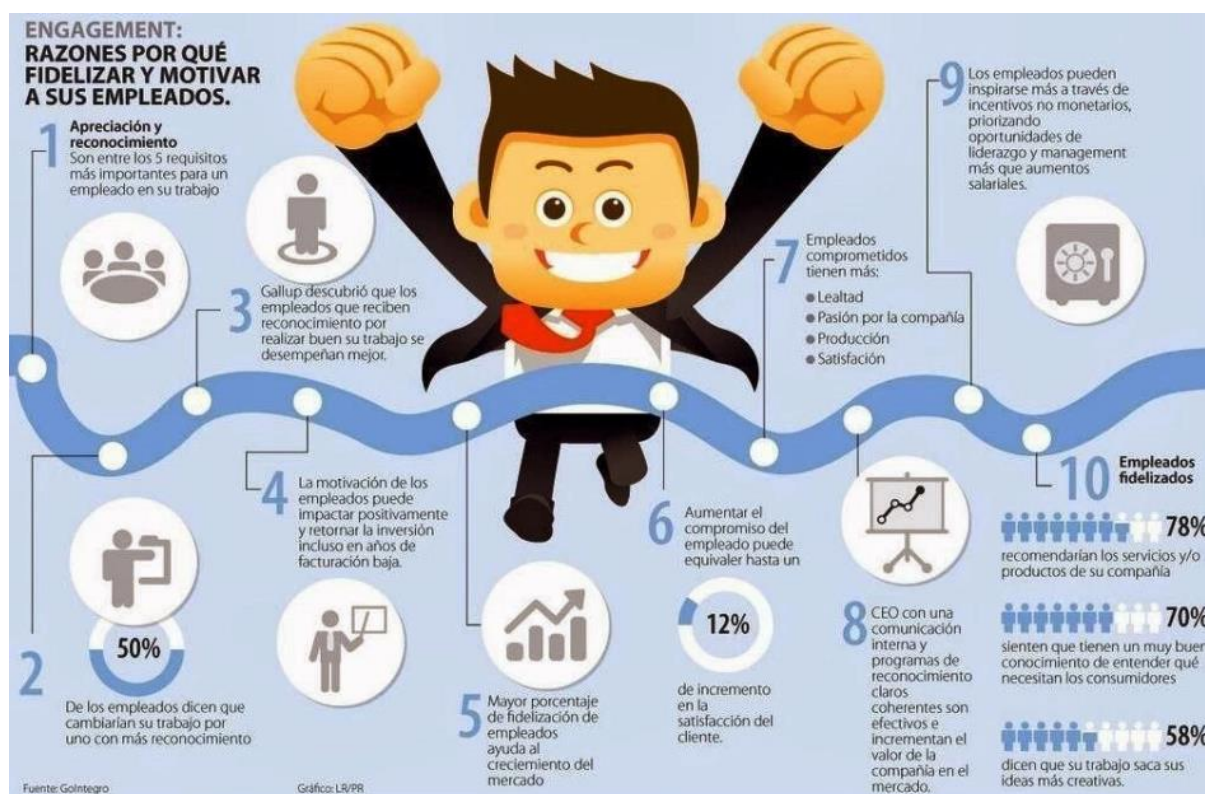 ENGAGEMENT:
RAZONES POR QUÉ
FIDELIZAR Y MOTIVAR
A SUS EMPLEADOS.
1
Apreciación y
reconocimiento
Son entre los 5 requisitos
más importantes para un
empleado en su trabajo
2
50%
De los empleados dicen que
cambiarían su trabajo por
uno con más reconocimiento
3
Gallup descubrió que los
empleados que reciben
reconocimiento por
realizar buen su trabajo se
desempeñan mejor.
4
La motivación de los
empleados puede
impactar positivamente
y retornar la inversión
incluso en años de
facturación baja.
5
Mayor porcentaje
de fidelización de
empleados
ayuda al
creciemiento del
mercado
6
Aumentar el
compromiso del
empleado puede
equivaler hasta un
12%
de incremento
en la
satisfacción del
cliente.
7
Empleados
comprometidos
tienen más:
● Lealtad
● Pasión por la compañía
● Producción
● Satisfacción
8
CEO con una
comunicación
interna y
programas de
reconocimiento
claros
coherentes son
efectivos e
incrementan el
valor de la
compañía en el
mercado.
9
Los empleados pueden
inspirarse más a través de
incentivos no monetarios,
priorizando
oportunidades de
liderazgo y management
más que aumentos
salariales.
10
Empleados
fidelizados
78%
recomendarían los servicios y/o
productos de su compañía
70%
sienten que tienen un muy buen
conocimiento de entender qué
necesitan los consumidores
58%
dicen que su trabajo saca sus
ideas más creativas.
Fuente: GoIntegro
Gráfico: LR/PR